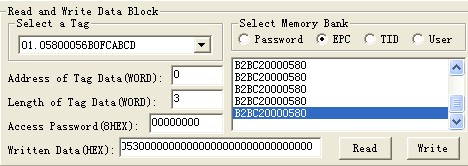 Read and Write Data Block
Select a Tag
01.05800056B0FCABCD
Select Memory Bank
Password EPC TID User
Address of Tag Data(WORD): 0
Length of Tag Data(WORD): 3
Access Password(8HEX): 00000000
B2BC20000580
B2BC20000580
B2BC20000580
B2BC20000580
B2BC20000580
Written Data(HEX):
Read
Write